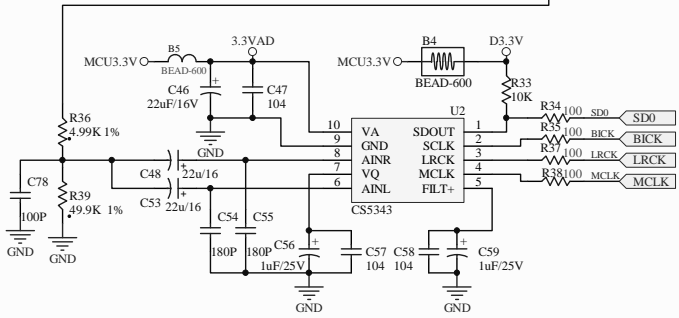 MCU3.3V
B5
BEAD-600
3.3VAD
MCU3.3V
B4
BEAD-600
D3.3V
C46
22uF/16V
C47
104
GND
R33
10K
R36
4.99K 1%
U2
10 VA SDOUT 1
9 GND SCLK 2
8 AINR LRCK 3
7 VQ MCLK 4
6 AINL FILT+ 5
CS5343
R34 100 SD0 SD0
R35 100 BICK BICK
R37 100 LRCK LRCK
R38 100 MCLK MCLK
C78
100P
GND
R39
49.9K 1%
GND
C48 22u/16
C53 22u/16
C54
180P
C55
180P
C56
1uF/25V
C57
104
GND
C58
104
C59
1uF/25V
GND